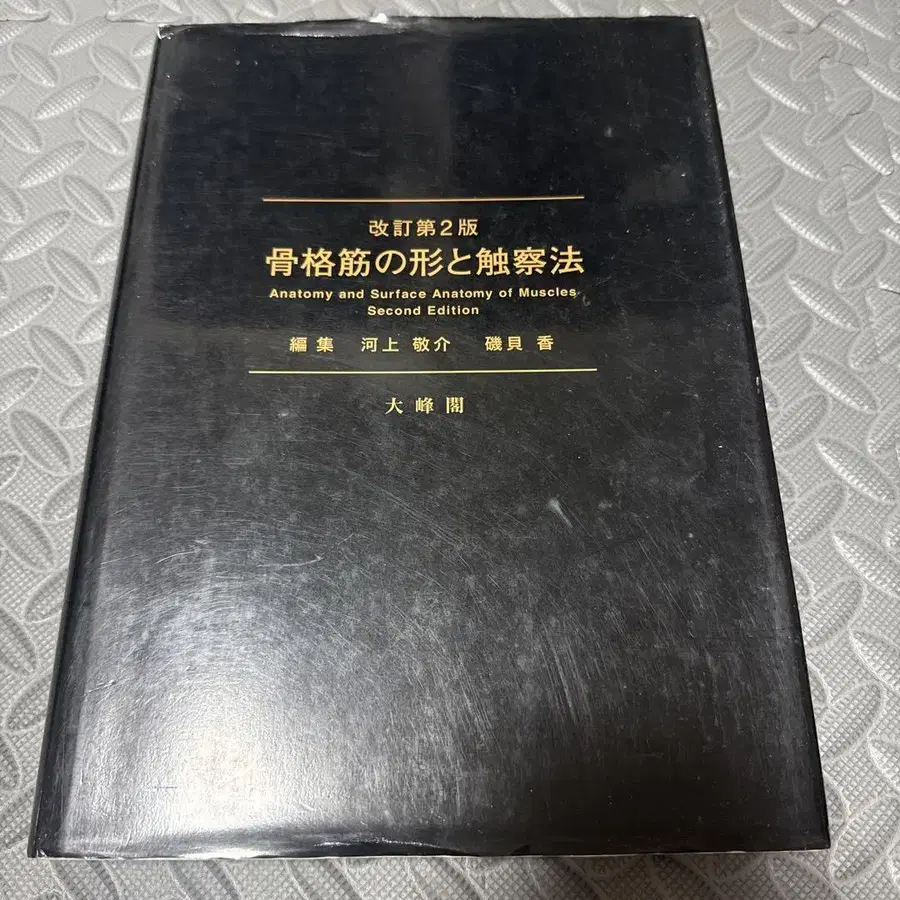 改訂第2版
骨格筋の形と触察法
Anatomy and Surface Anatomy of Muscles
Second Edition
編集 河上 敬介 磯貝 香
大峰閣